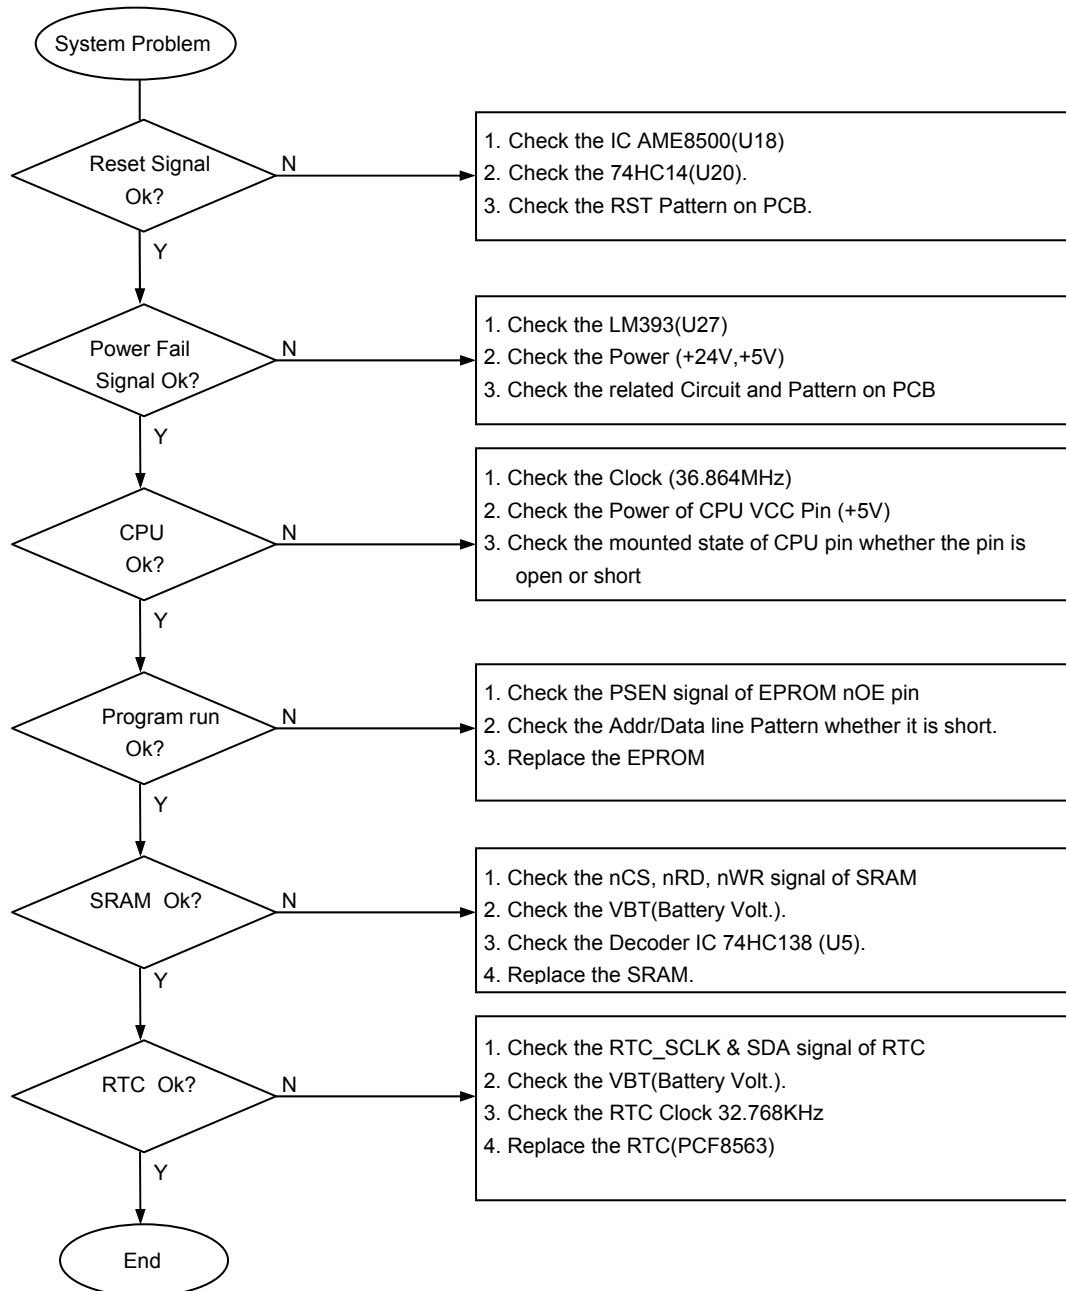 System Problem
Reset Signal
Ok?
N
1. Check the IC AME8500(U18)
2. Check the 74HC14(U20).
3. Check the RST Pattern on PCB.
Y
Power Fail
Signal Ok?
N
1. Check the LM393(U27)
2. Check the Power (+24V,+5V)
3. Check the related Circuit and Pattern on PCB
Y
CPU
Ok?
N
1. Check the Clock (36.864MHz)
2. Check the Power of CPU VCC Pin (+5V)
3. Check the mounted state of CPU pin whether the pin is
open or short
Y
Program run
Ok?
N
1. Check the PSEN signal of EPROM nOE pin
2. Check the Addr/Data line Pattern whether it is short.
3. Replace the EPROM
Y
SRAM Ok?
N
1. Check the nCS, nRD, nWR signal of SRAM
2. Check the VBT(Battery Volt.).
3. Check the Decoder IC 74HC138 (U5).
4. Replace the SRAM.
Y
RTC Ok?
N
1. Check the RTC_SCLK & SDA signal of RTC
2. Check the VBT(Battery Volt.).
3. Check the RTC Clock 32.768KHz
4. Replace the RTC(PCF8563)
Y
End